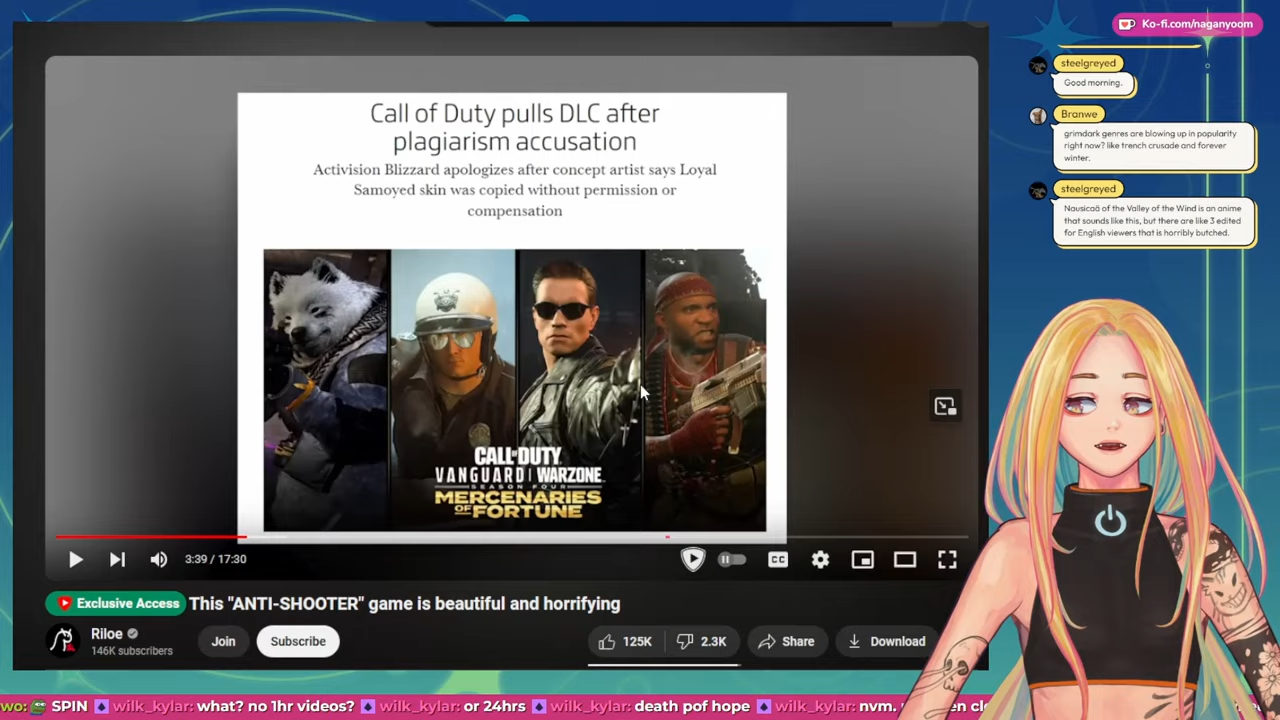 Call of Duty pulls DLC after
plagiarism accusation
Activision Blizzard apologizes after concept artist says Loyal
Samoyed skin was copied without permission or
compensation
CALL OF DUTY
VANGUARD | WARZONE
SEASON FOUR
MERCENARIES
OF FORTUNE
3:39 / 17:30
CC
Exclusive Access This "ANTI-SHOOTER" game is beautiful and horrifying
Riloe
146K subscribers
Join
Subscribe
125K
2.3K
Share
Download
Ko-fi.com/naganyoom
steelgreyed
Good morning.
Branwe
grimdark genres are blowing up in popularity
right now? like trench crusade and forever
winter.
steelgreyed
Nausicaä of the Valley of the Wind is an anime
that sounds like this, but there are like 3 edited
for English viewers that is horribly butched.
wo: SPIN wilk_kylar: what? no 1hr videos? wilk_kylar: or 24hrs wilk_kylar: death pof hope wilk_kylar: nvm.